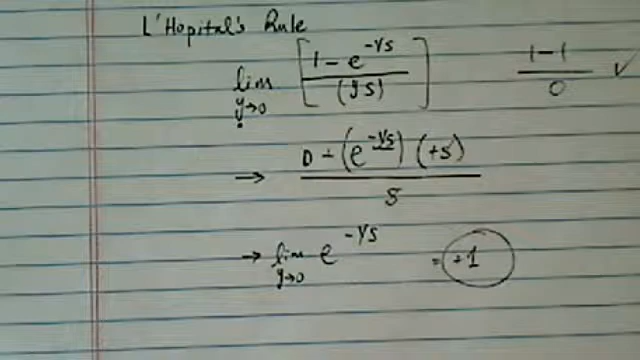 L'Hopital's Rule
lim y→0 [ (1 - e^-ys) / (ys) ]   (1-1) / 0 ✓
→ (0 + (e^-ys) (+s)) / s
→ lim y→0 e^-ys = +1